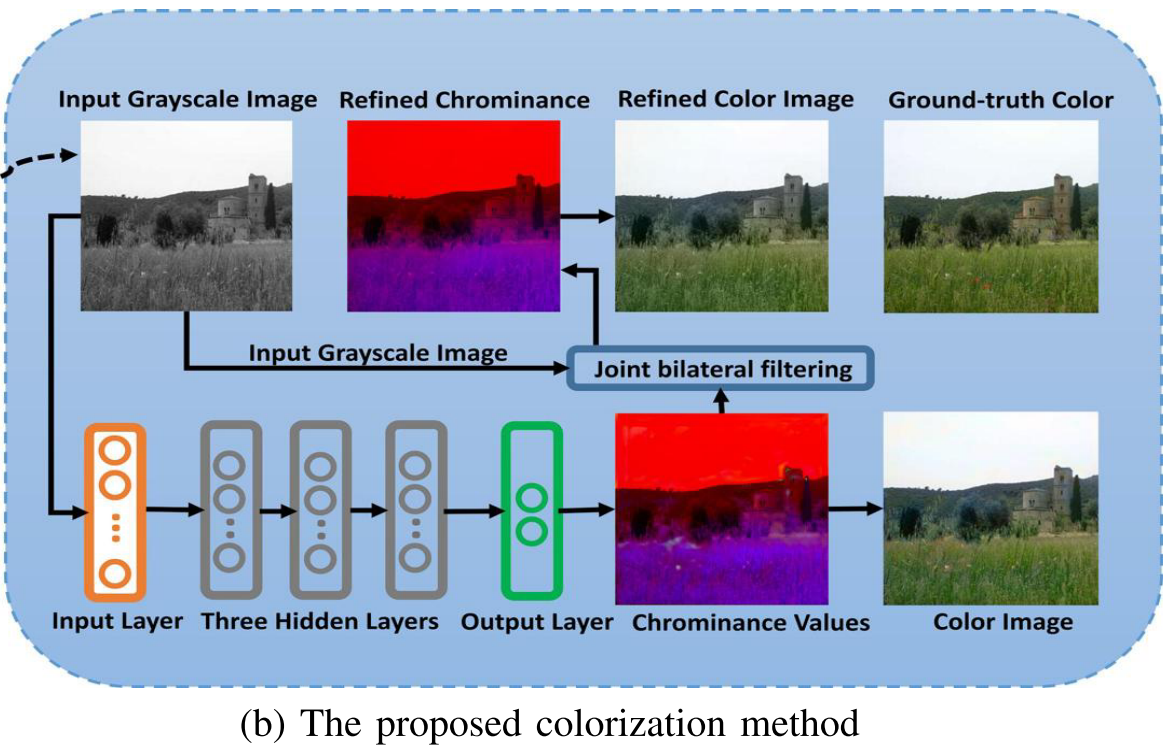 Input Grayscale Image
Refined Chrominance
Refined Color Image
Ground-truth Color
Input Grayscale Image
Joint bilateral filtering
Input Layer
Three Hidden Layers
Output Layer
Chrominance Values
Color Image
(b) The proposed colorization method